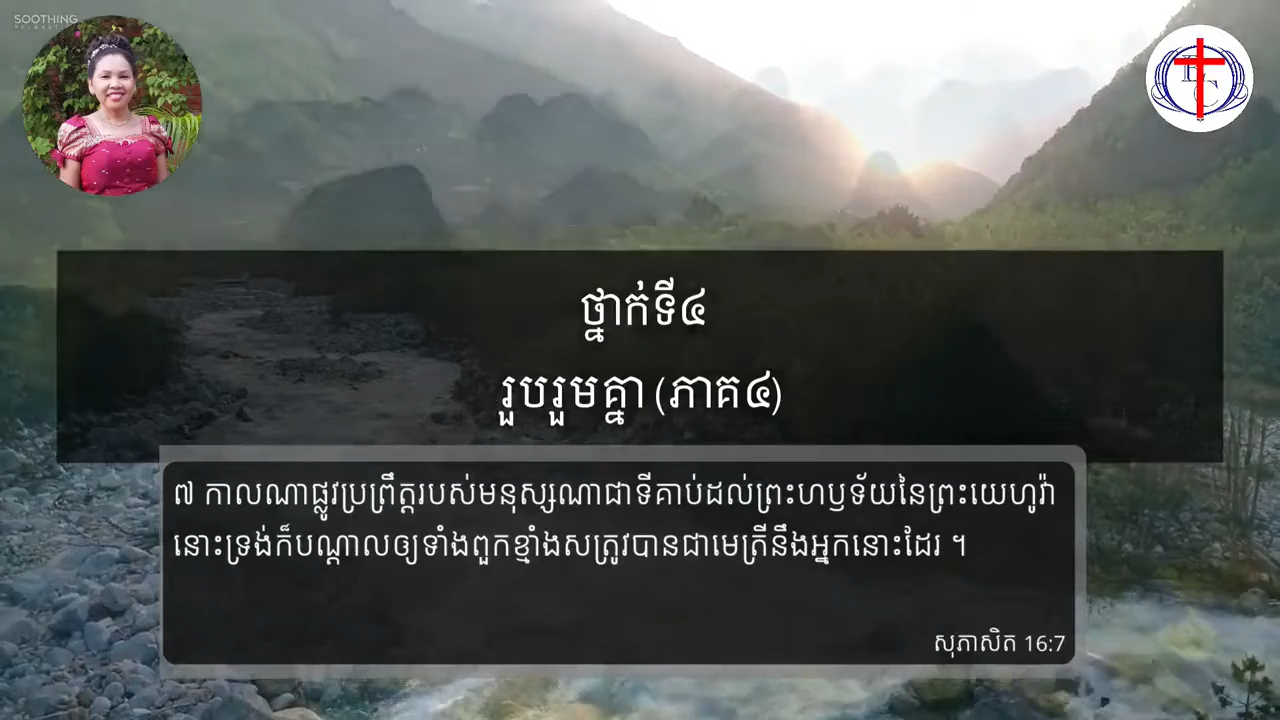 SOOTHING
RELAXATION
L C
ថ្នាក់ទី៤
រួបរួមគ្នា (ភាគ៤)
៧ កាលណាផ្លូវប្រព្រឹត្តរបស់មនុស្សណាជាទីគាប់ដល់ព្រះហឫទ័យនៃព្រះយេហូវ៉ា
នោះទ្រង់ក៏បណ្តាលឲ្យទាំងពួកខ្មាំងសត្រូវបានជាមេត្រីនឹងអ្នកនោះដែរ ។
សុភាសិត 16:7